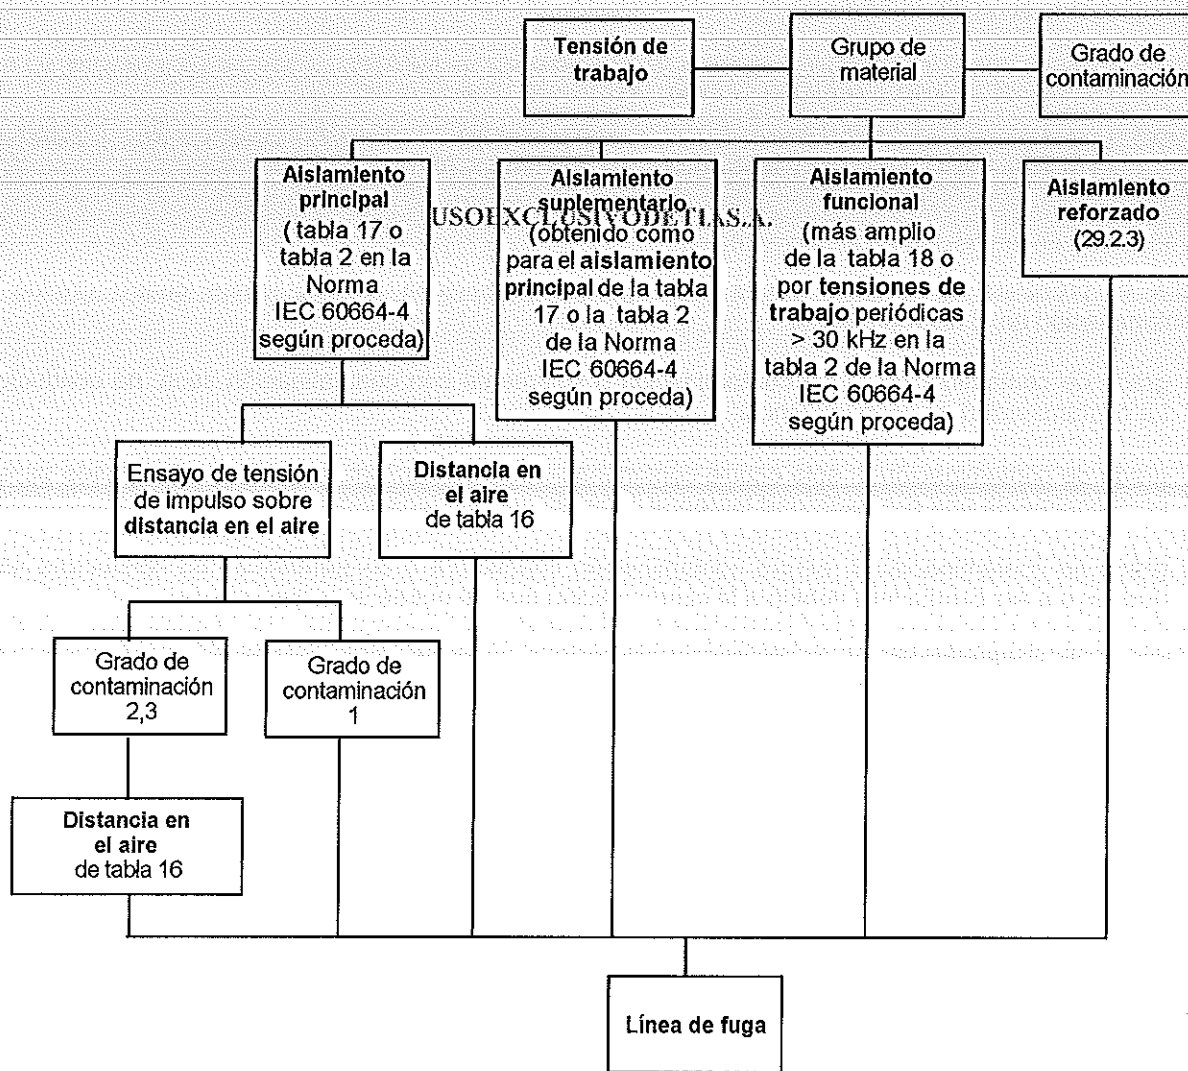 Tensión de
trabajo
Grupo de
material
Grado de
contaminación
Aislamiento
principal
( tabla 17 o
tabla 2 en la
Norma
IEC 60664-4
según proceda)
Aislamiento
suplementario
(obtenido como
para el aislamiento
principal de la tabla
17 o la tabla 2
de la Norma
IEC 60664-4
según proceda)
Aislamiento
funcional
(más amplio
de la tabla 18 o
por tensiones de
trabajo periódicas
> 30 kHz en la
tabla 2 de la Norma
IEC 60664-4
según proceda)
Aislamiento
reforzado
(29.2.3)
USOEXCLUSIVODETIAS.A.
Ensayo de tensión
de impulso sobre
distancia en el aire
Distancia en
el aire
de tabla 16
Grado de
contaminación
2,3
Grado de
contaminación
1
Distancia en
el aire
de tabla 16
Línea de fuga